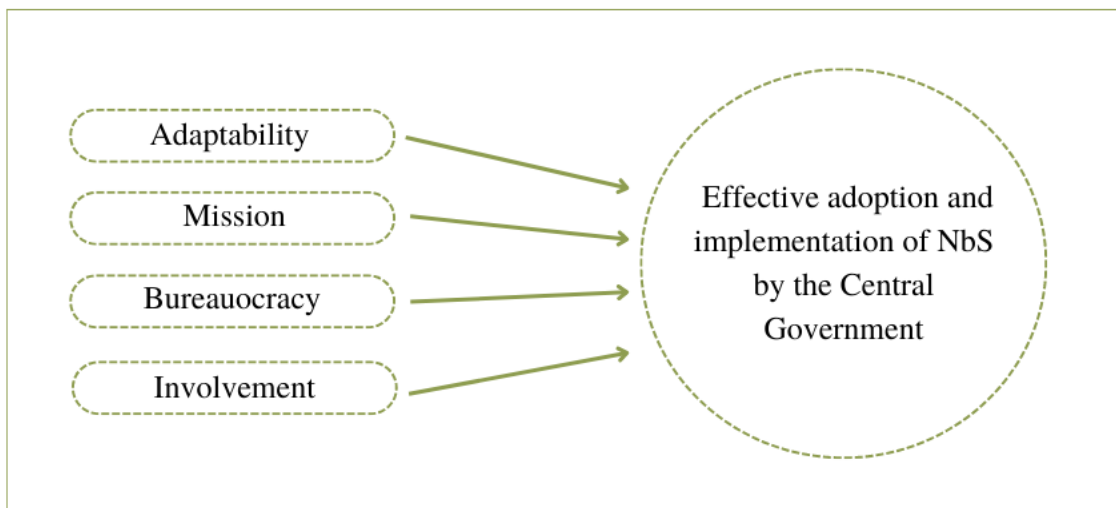 Adaptability
Mission
Bureauocracy
Involvement
Effective adoption and
implementation of NbS
by the Central
Government